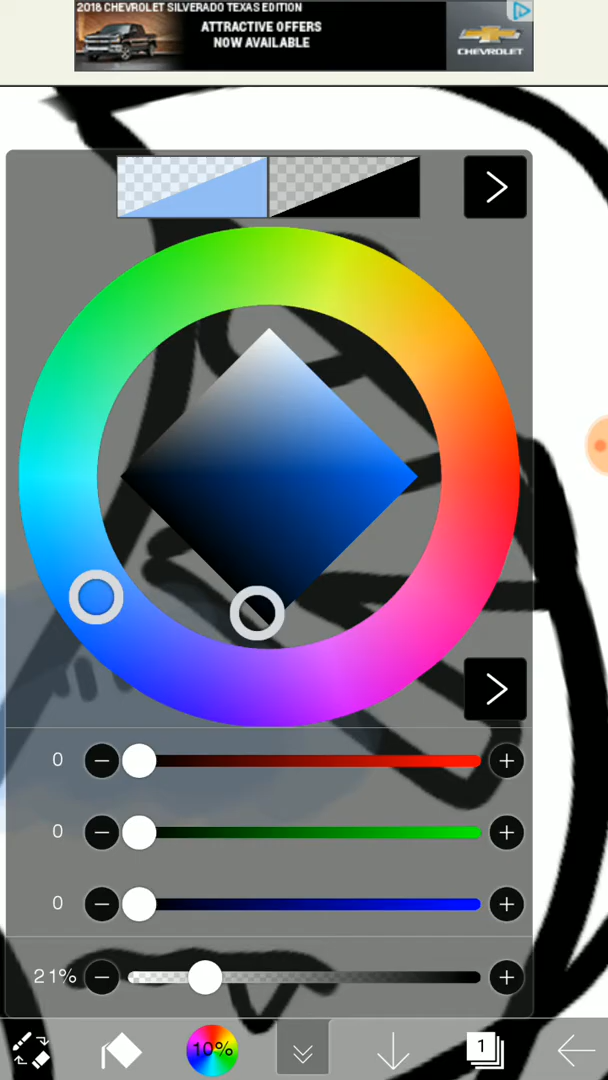 2018 CHEVROLET SILVERADO TEXAS EDITION
ATTRACTIVE OFFERS
NOW AVAILABLE
CHEVROLET
0
0
0
21%
10%
1